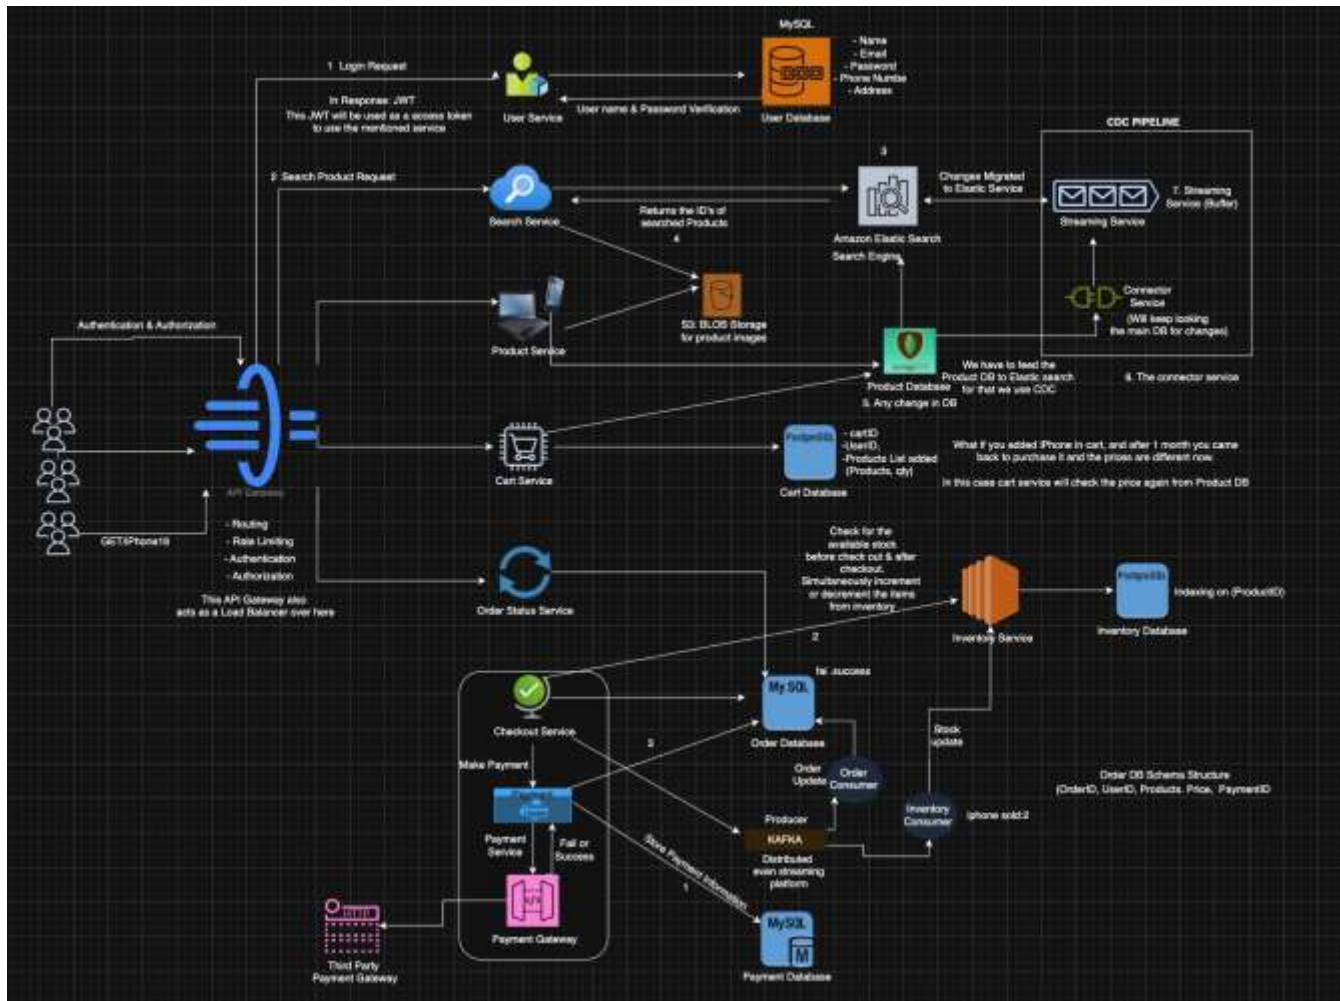 MySQL
- Name
- Email
- Password
- Phone Numbe
- Address
User Database
1 Login Request
In Response: JWT
This JWT will be used as a access token
to use the mentioned service
User Service
User name & Password Verification
CDC PIPELINE
2 Search Product Request
Search Service
3
Returns the ID's of
searched Products
4
Amazon Elastic Search
Search Engine
Changes Migrated
to Elastic Service
7. Streaming
Service (Buffer)
Streaming Service
Connector
Service
(Will keep looking
the main DB for changes)
6. The connector service
Product Service
S3: BLOB Storage
for product images
Product Database
5. Any change in DB
We have to feed the
Product DB to Elastic search
for that we use CDC
Authentication & Authorization
API Gateway
GET/iPhone16
- Routing
- Rate Limiting
- Authentication
- Authorization
This API Gateway also
acts as a Load Balancer over here
Cart Service
PostgreSQL
- cartID
-UserID,
-Products List added
(Products, qty)
Cart Database
What if you added iPhone in cart, and after 1 month you came
back to purchase it and the prices are different now.
In this case cart service will check the price again from Product DB
Order Status Service
Check for the
available stock
before check out & after
checkout.
Simultaneously increment
or decrement the items
from inventory
2
Inventory Service
PostgreSQL
Indexing on (ProductID)
Inventory Database
Checkout Service
success
My SQL
Order Database
Make Payment
3
Payment
Service
Fail or
Success
Payment Gateway
Third Party
Payment Gateway
Store Payment Information
1
MySQL
M
Payment Database
Producer
KAFKA
Distributed
even streaming
platform
Order
Update
Order
Consumer
Stock
update
Inventory
Consumer
iphone sold:2
Order DB Schema Structure
(OrderID, UserID, Products. Price, PaymentID